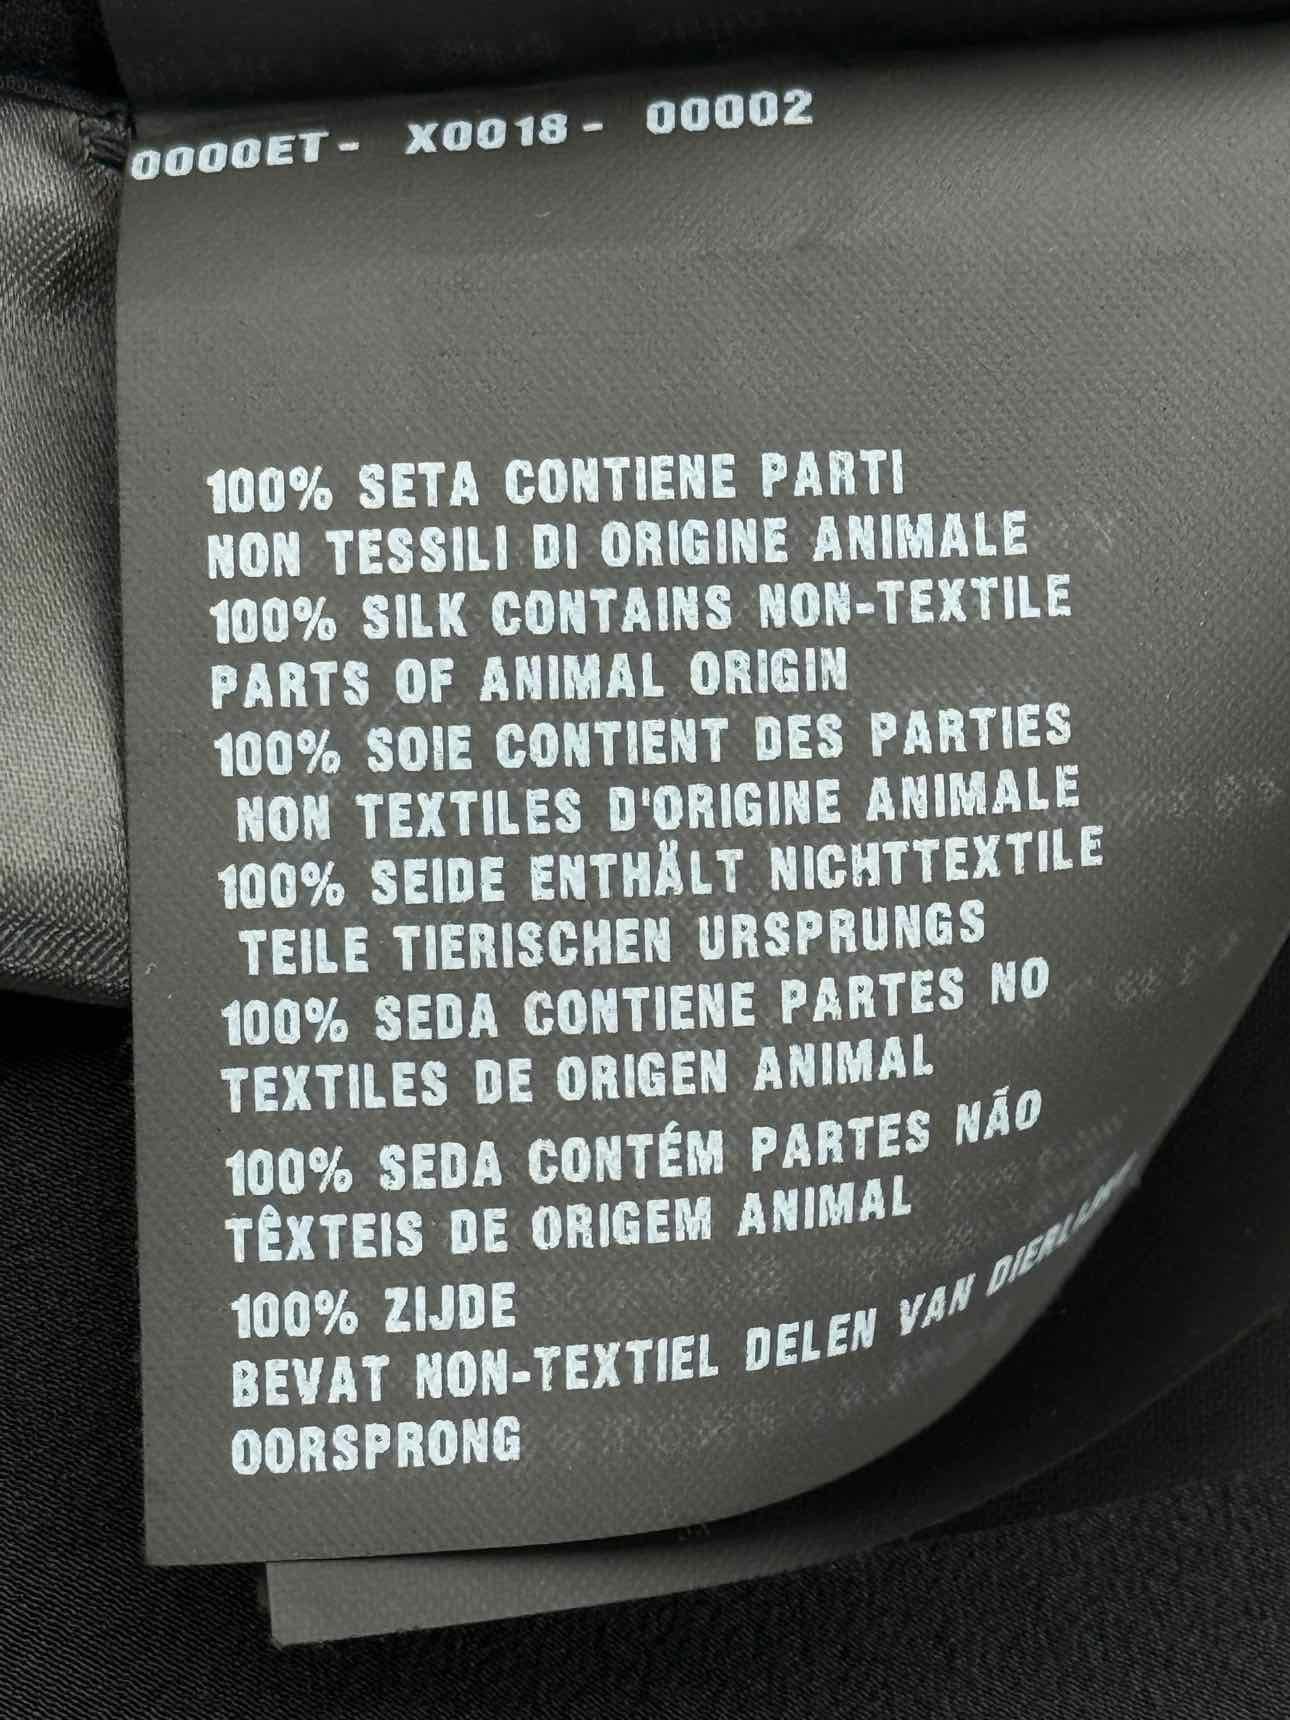 0000ET- X0018- 00002
100% SETA CONTIENE PARTI
NON TESSILI DI ORIGINE ANIMALE
100% SILK CONTAINS NON-TEXTILE
PARTS OF ANIMAL ORIGIN
100% SOIE CONTIENT DES PARTIES
NON TEXTILES D'ORIGINE ANIMALE
100% SEIDE ENTHÄLT NICHTTEXTILE
TEILE TIERISCHEN URSPRUNGS
100% SEDA CONTIENE PARTES NO
TEXTILES DE ORIGEN ANIMAL
100% SEDA CONTÉM PARTES NÃO
TÊXTEIS DE ORIGEM ANIMAL
100% ZIJDE
BEVAT NON-TEXTIEL DELEN VAN
OORSPRONG